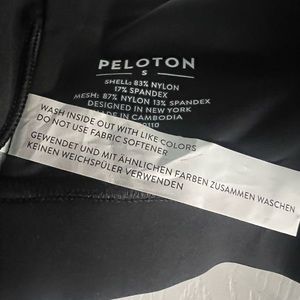 PELOTON
S
SHELL: 83% NYLON
17% SPANDEX
MESH: 87% NYLON 13% SPANDEX
DESIGNED IN NEW YORK
MADE IN CAMBODIA
WASH INSIDE OUT WITH LIKE COLORS
DO NOT USE FABRIC SOFTENER
GEWENDET UND MIT ÄHNLICHEN FARBEN ZUSAMMEN WASCHEN
KEINEN WEICHSPÜLER VERWENDEN